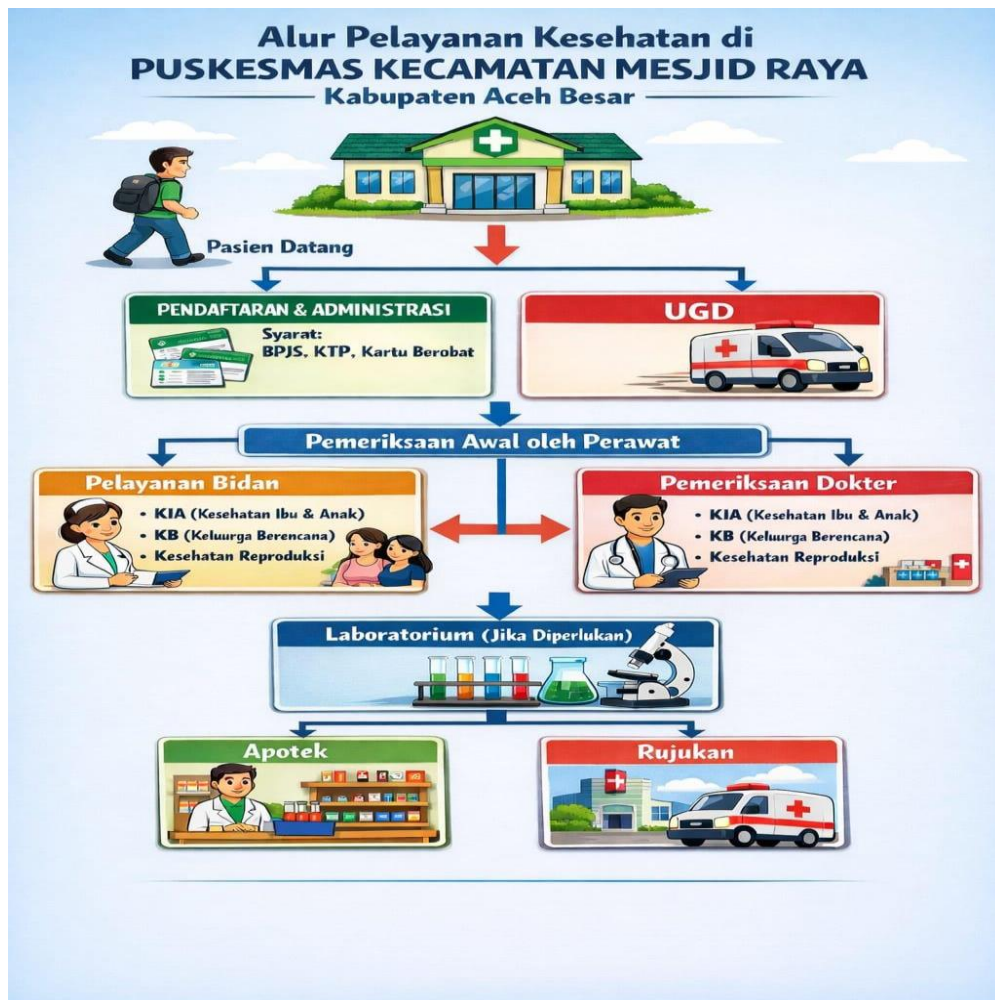 Alur Pelayanan Kesehatan di
PUSKESMAS KECAMATAN MESJID RAYA
Kabupaten Aceh Besar
Pasien Datang
PENDAFTARAN & ADMINISTRASI
Syarat:
BPJS, KTP, Kartu Berobat
UGD
Pemeriksaan Awal oleh Perawat
Pelayanan Bidan
• KIA (Kesehatan Ibu & Anak)
• KB (Keluurga Berencana)
• Kesehatan Reproduksi
Pemeriksaan Dokter
• KIA (Kesehatan Ibu & Anak)
• KB (Keluurga Berencana)
• Kesehatan Reproduksi
Laboratorium (Jika Diperlukan)
Apotek
Rujukan